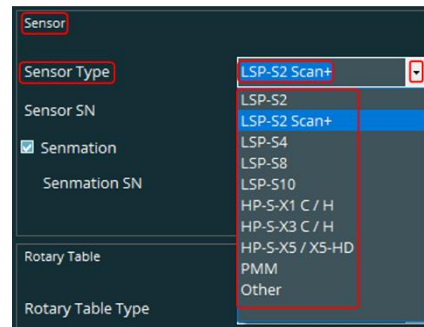 Sensor
Sensor Type
LSP-S2 Scan+
Sensor SN
Senmation
Senmation SN
LSP-S2
LSP-S2 Scan+
LSP-S4
LSP-S8
LSP-S10
HP-S-X1 C / H
HP-S-X3 C / H
HP-S-X5 / X5-HD
PMM
Other
Rotary Table
Rotary Table Type